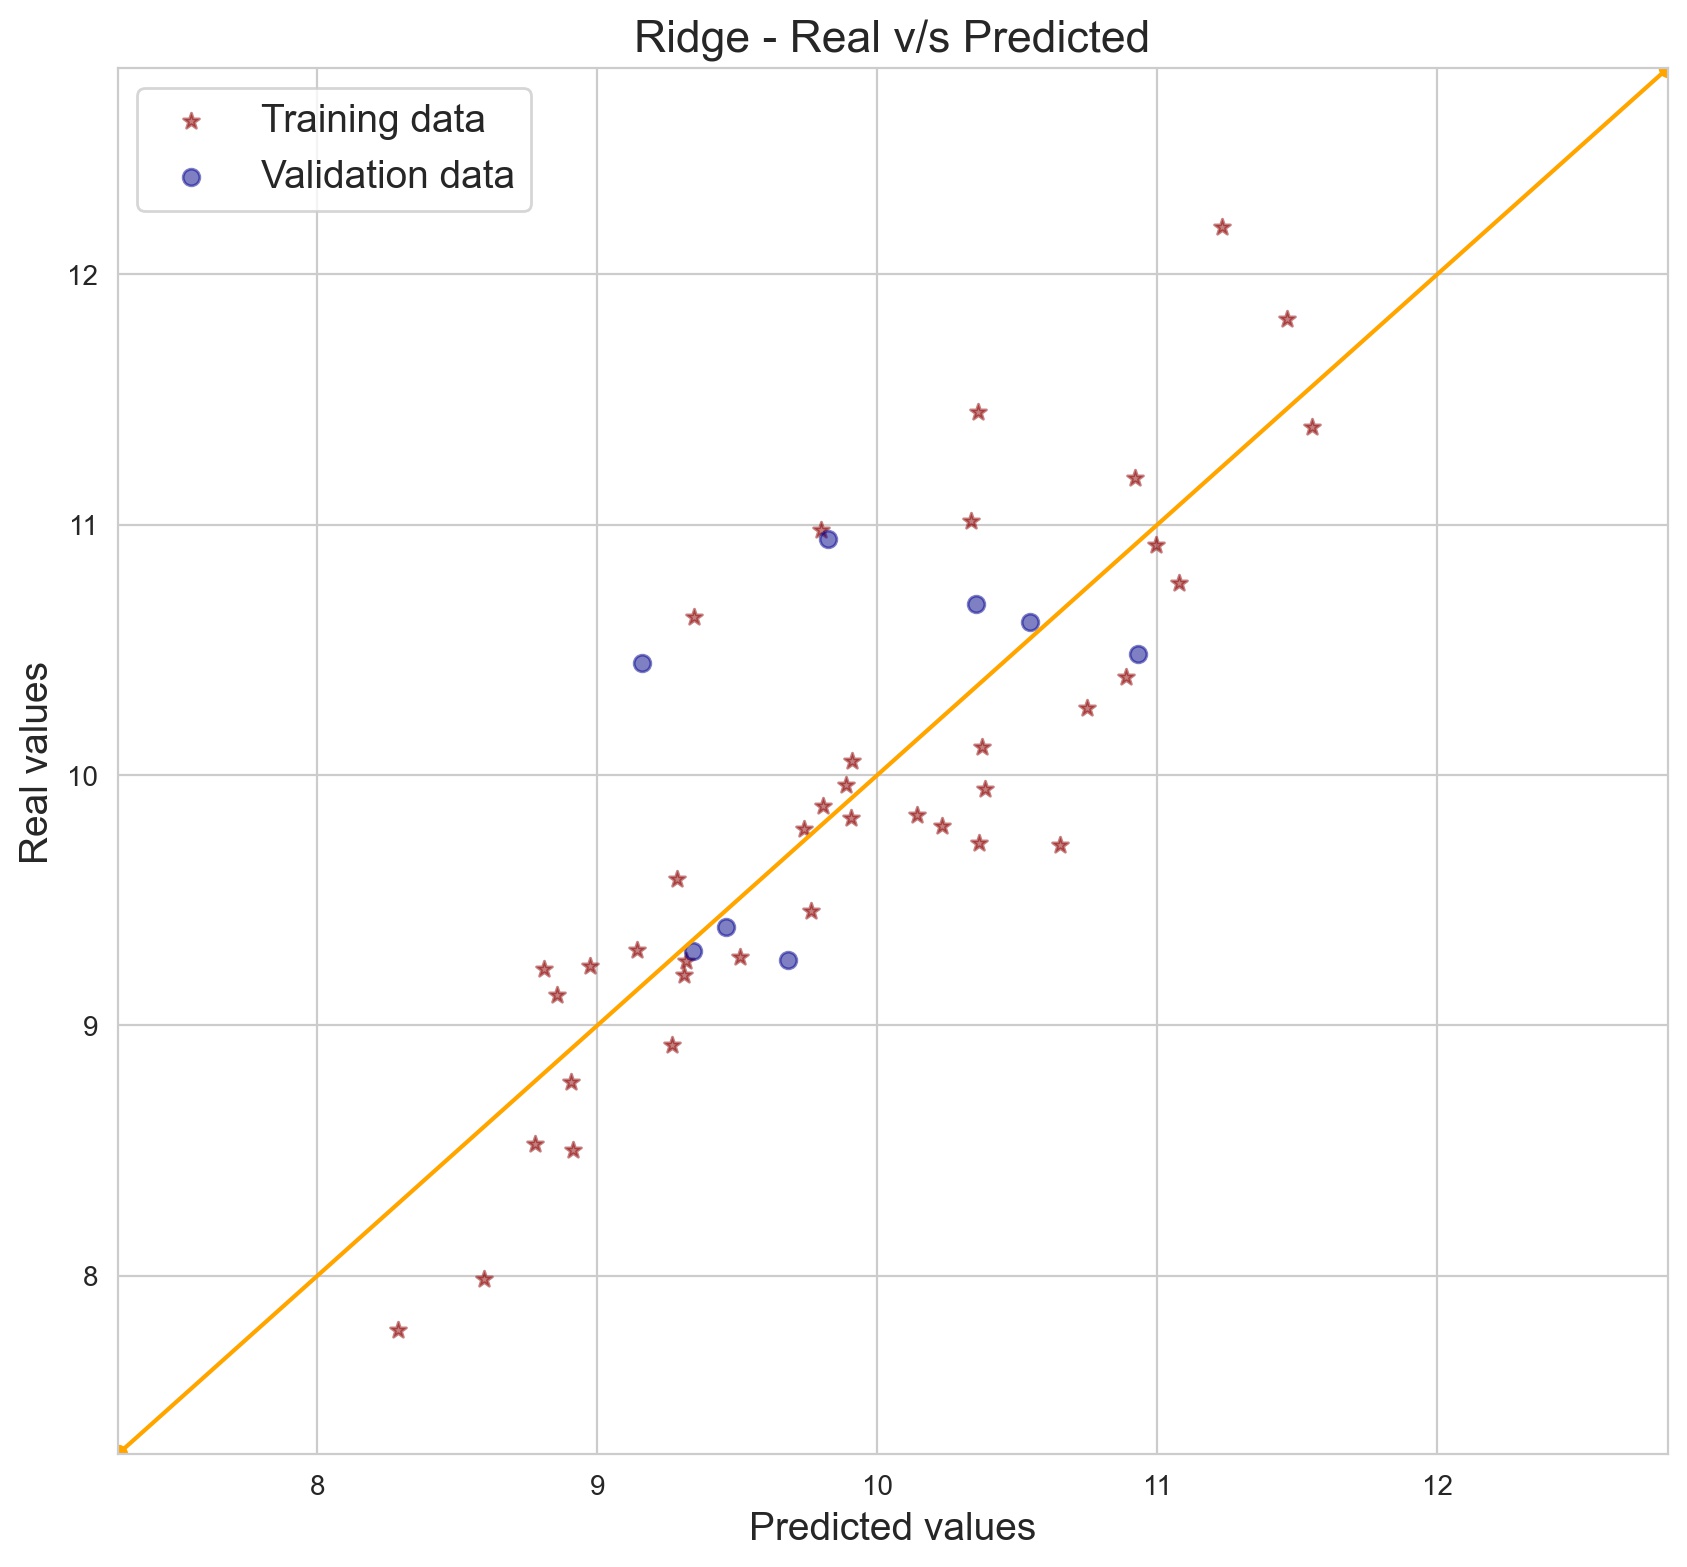 Ridge - Real v/s Predicted
Training data
Validation data
12
11
10
9
8
Real values
8
9
10
11
12
Predicted values